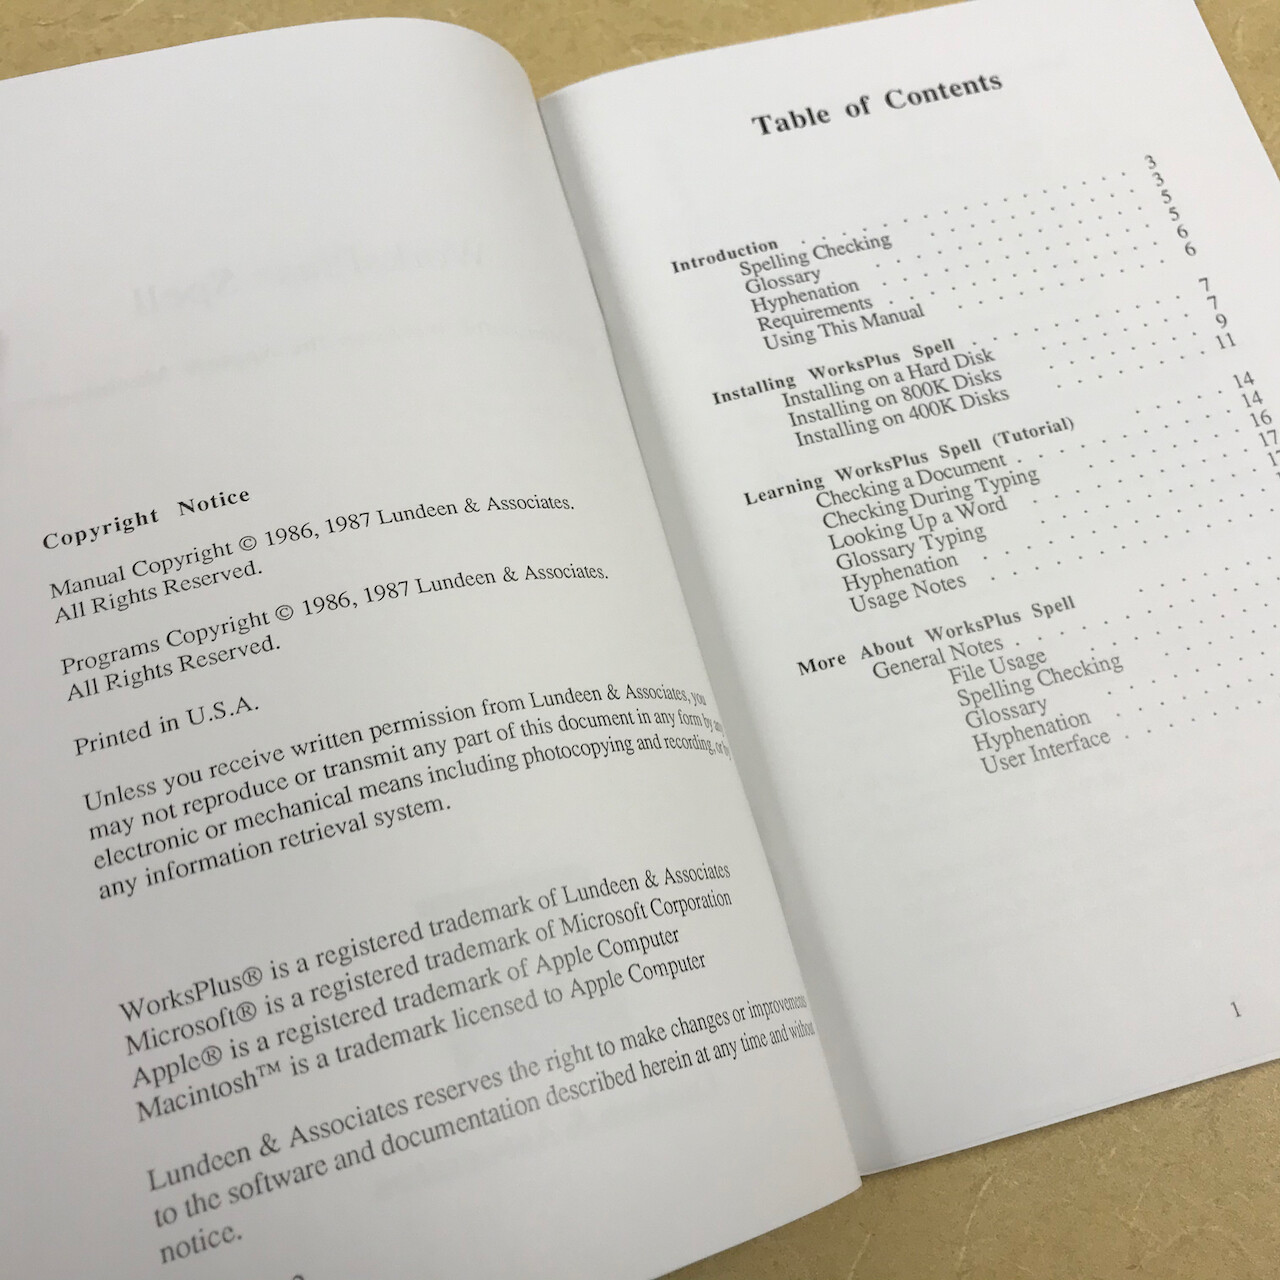 Copyright Notice
Manual Copyright © 1986, 1987 Lundeen & Associates.
All Rights Reserved.
Programs Copyright © 1986, 1987 Lundeen & Associates.
All Rights Reserved.
Printed in U.S.A.
Unless you receive written permission from Lundeen & Associates, you
may not reproduce or transmit any part of this document in any form by any
electronic or mechanical means including photocopying and recording, or by
any information retrieval system.
WorksPlus® is a registered trademark of Lundeen & Associates
Microsoft® is a registered trademark of Microsoft Corporation
Apple® is a registered trademark of Apple Computer
Macintosh™ is a trademark licensed to Apple Computer
Lundeen & Associates reserves the right to make changes or improvements
to the software and documentation described herein at any time and without
notice.
Table of Contents
Introduction . . . . . . . . . . . . . . . . 3
Spelling Checking . . . . . . . . . . . 3
Glossary . . . . . . . . . . . . . . 5
Hyphenation . . . . . . . . . . . . . 5
Requirements . . . . . . . . . . . . . 6
Using This Manual . . . . . . . . . . . 6
Installing WorksPlus Spell . . . . . . . . . . 7
Installing on a Hard Disk . . . . . . . . 7
Installing on 800K Disks . . . . . . . . 9
Installing on 400K Disks . . . . . . . . 11
Learning WorksPlus Spell (Tutorial) . . . . . . 14
Checking a Document . . . . . . . . . . 14
Checking During Typing . . . . . . . . . 16
Looking Up a Word . . . . . . . . . . 17
Glossary Typing . . . . . . . . . . .
Hyphenation . . . . . . . . . . . .
Usage Notes . . . . . . . . . . . .
More About WorksPlus Spell . . . . . .
General Notes . . . . . . . . . .
File Usage . . . . . . . .
Spelling Checking . . . . . .
Glossary . . . . . . . .
Hyphenation . . . . . . .
User Interface . . . . . . .
1